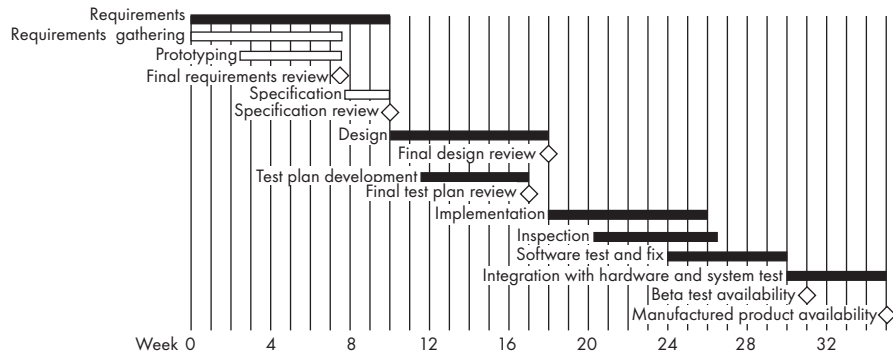 Requirements
Requirements gathering
Prototyping
Final requirements review
Specification
Specification review
Design
Final design review
Test plan development
Final test plan review
Implementation
Inspection
Software test and fix
Integration with hardware and system test
Beta test availability
Manufactured product availability
Week 0 4 8 12 16 20 24 28 32